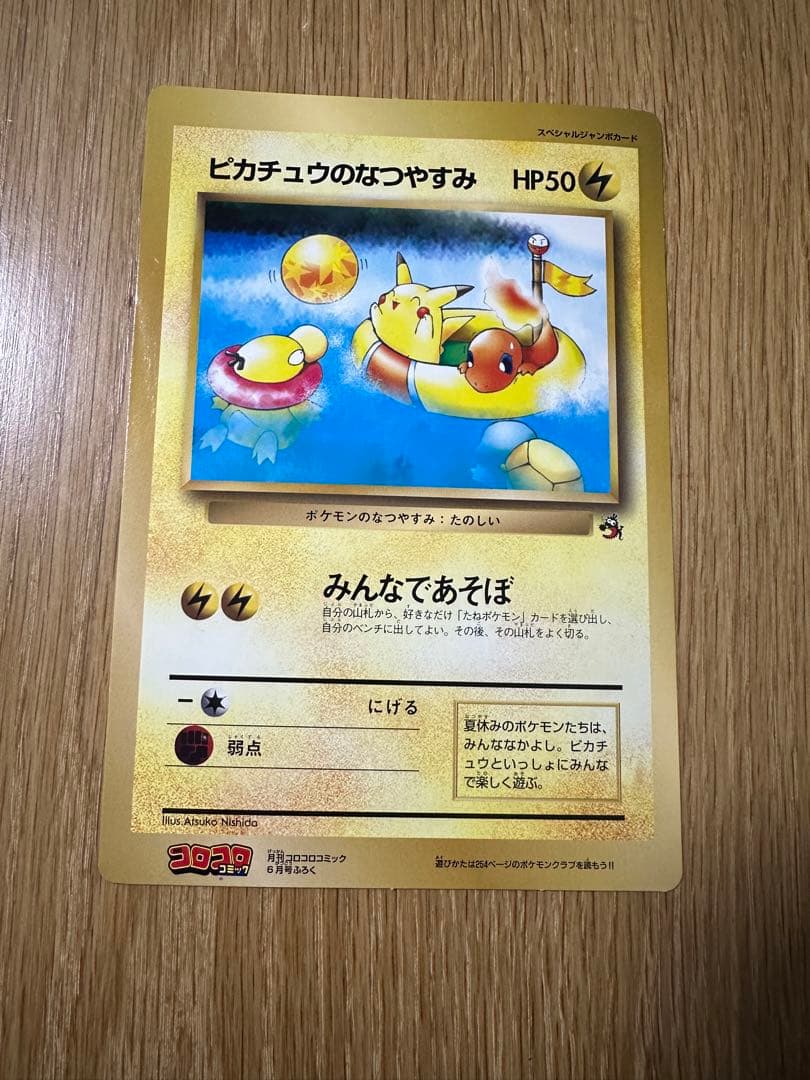 スペシャルジャンボカード
ピカチュウのなつやすみ HP50
ポケモンのなつやすみ：たのしい
みんなであそぼ
自分の山札から、好きなだけ「たねポケモン」カードを選び出し、
自分のベンチに出してよい。その後、その山札をよく切る。
ー にげる
弱点
夏休みのポケモンたちは、
みんななかよし。ピカチ
ュウといっしょにみんな
で楽しく遊ぶ。
Illus.Atsuko Nishida
コロコロ
コミック
月刊コロコロコミック
6月号ふろく
遊びかたは254ページのポケモンクラブを読もう!!